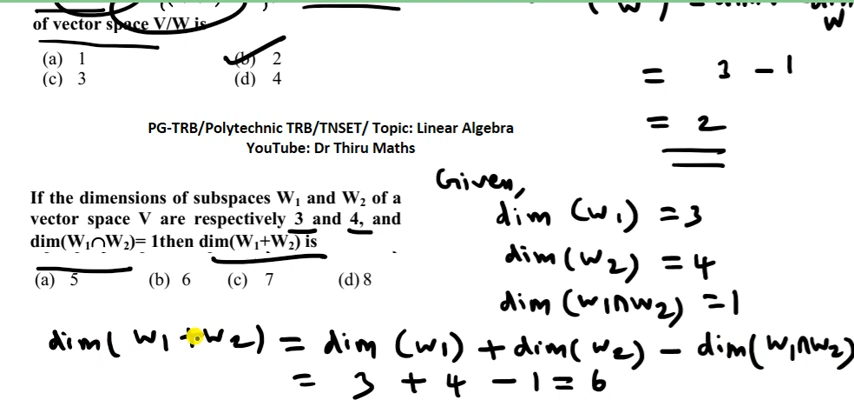 of vector space V/W is
(a) 1 (b) 2
(c) 3 (d) 4
= 3 - 1
= 2
PG-TRB/Polytechnic TRB/TNSET/ Topic: Linear Algebra
YouTube: Dr Thiru Maths
If the dimensions of subspaces W₁ and W₂ of a
vector space V are respectively 3 and 4, and
dim(W₁∩W₂)= 1then dim(W₁+W₂) is
(a) 5 (b) 6 (c) 7 (d) 8
Given,
dim (W₁) = 3
dim (W₂) = 4
dim (W₁∩W₂) = 1
dim( W₁ + W₂) = dim (W₁) + dim( W₂) - dim(W₁∩W₂)
= 3 + 4 - 1 = 6